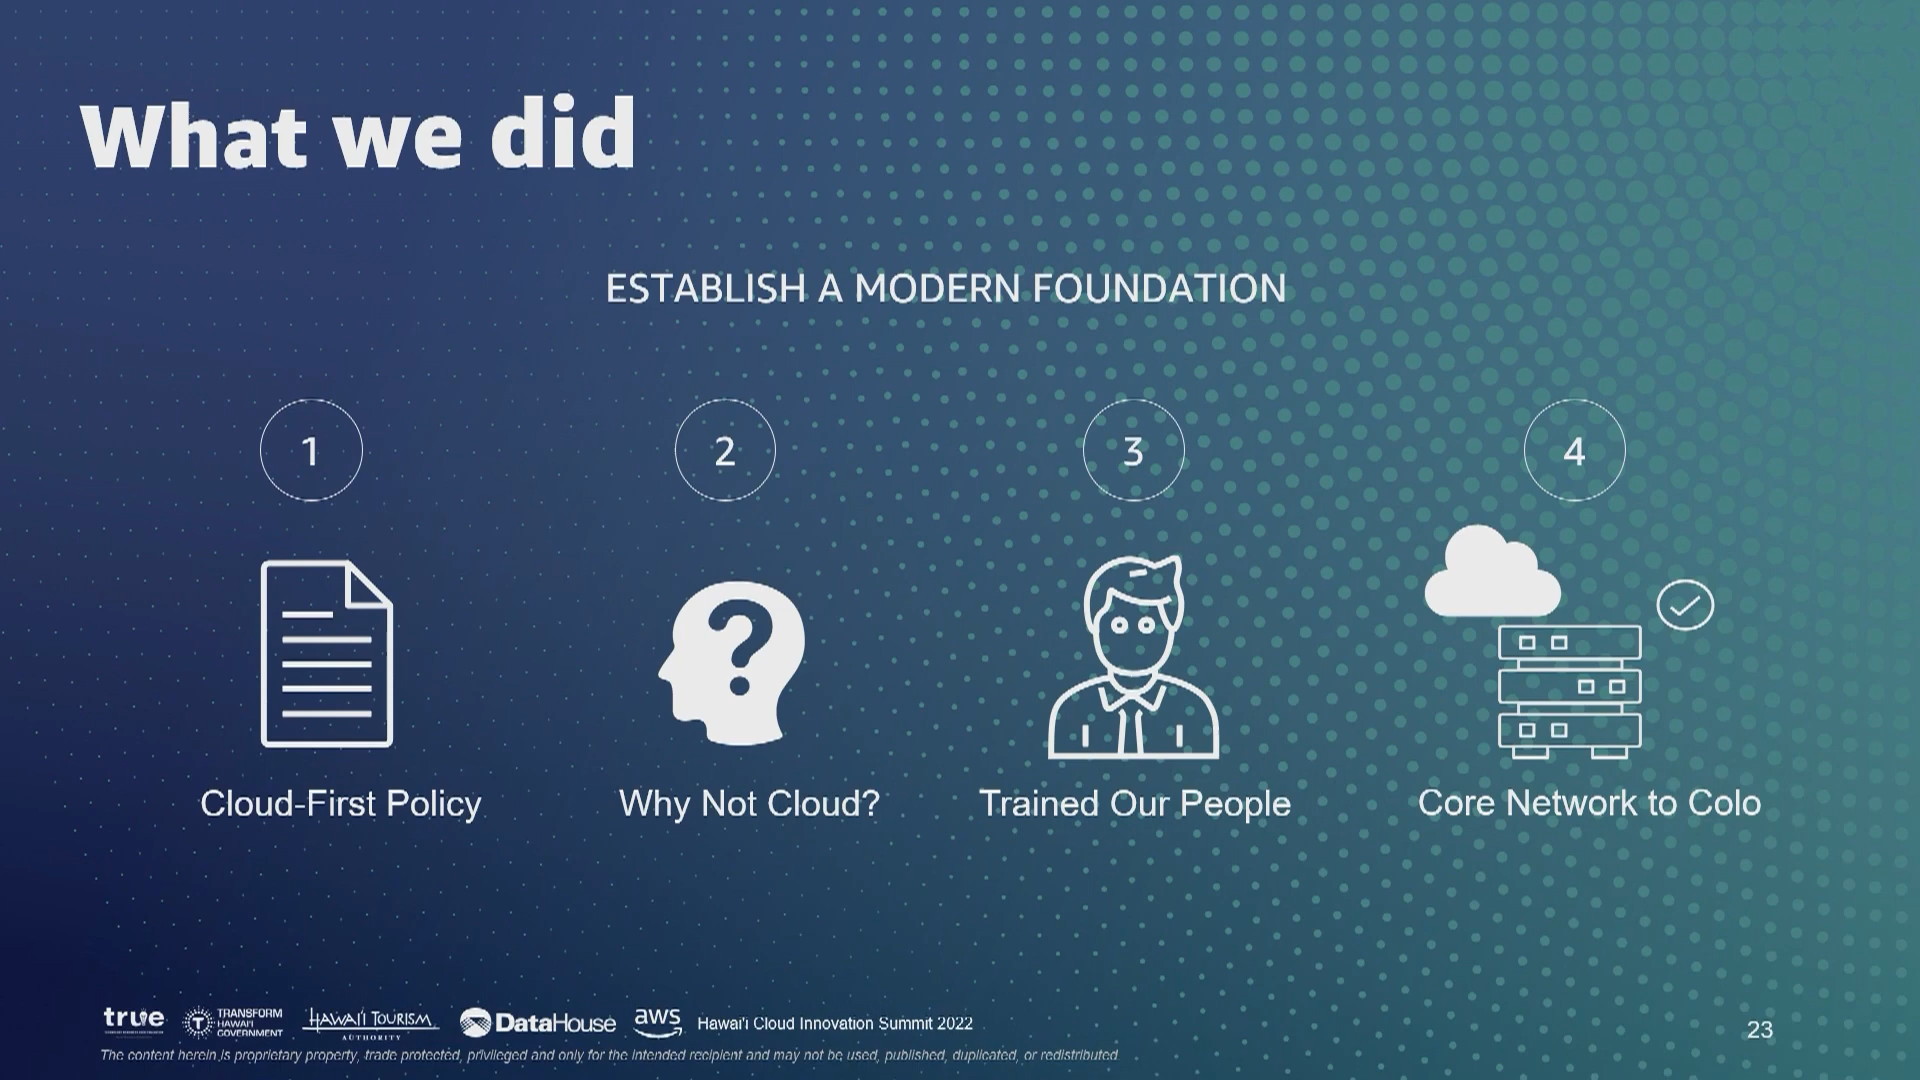 What we did
ESTABLISH A MODERN FOUNDATION
1
2
3
4
Cloud-First Policy
Why Not Cloud?
Trained Our People
Core Network to Colo
true
TRANSFORM
HAWAI'I
GOVERNMENT
HAWAI'I TOURISM
AUTHORITY
DataHouse
aws
Hawai'i Cloud Innovation Summit 2022
23
The content herein is proprietary property, trade protected, privileged and only for the intended recipient and may not be used, published, duplicated, or redistributed